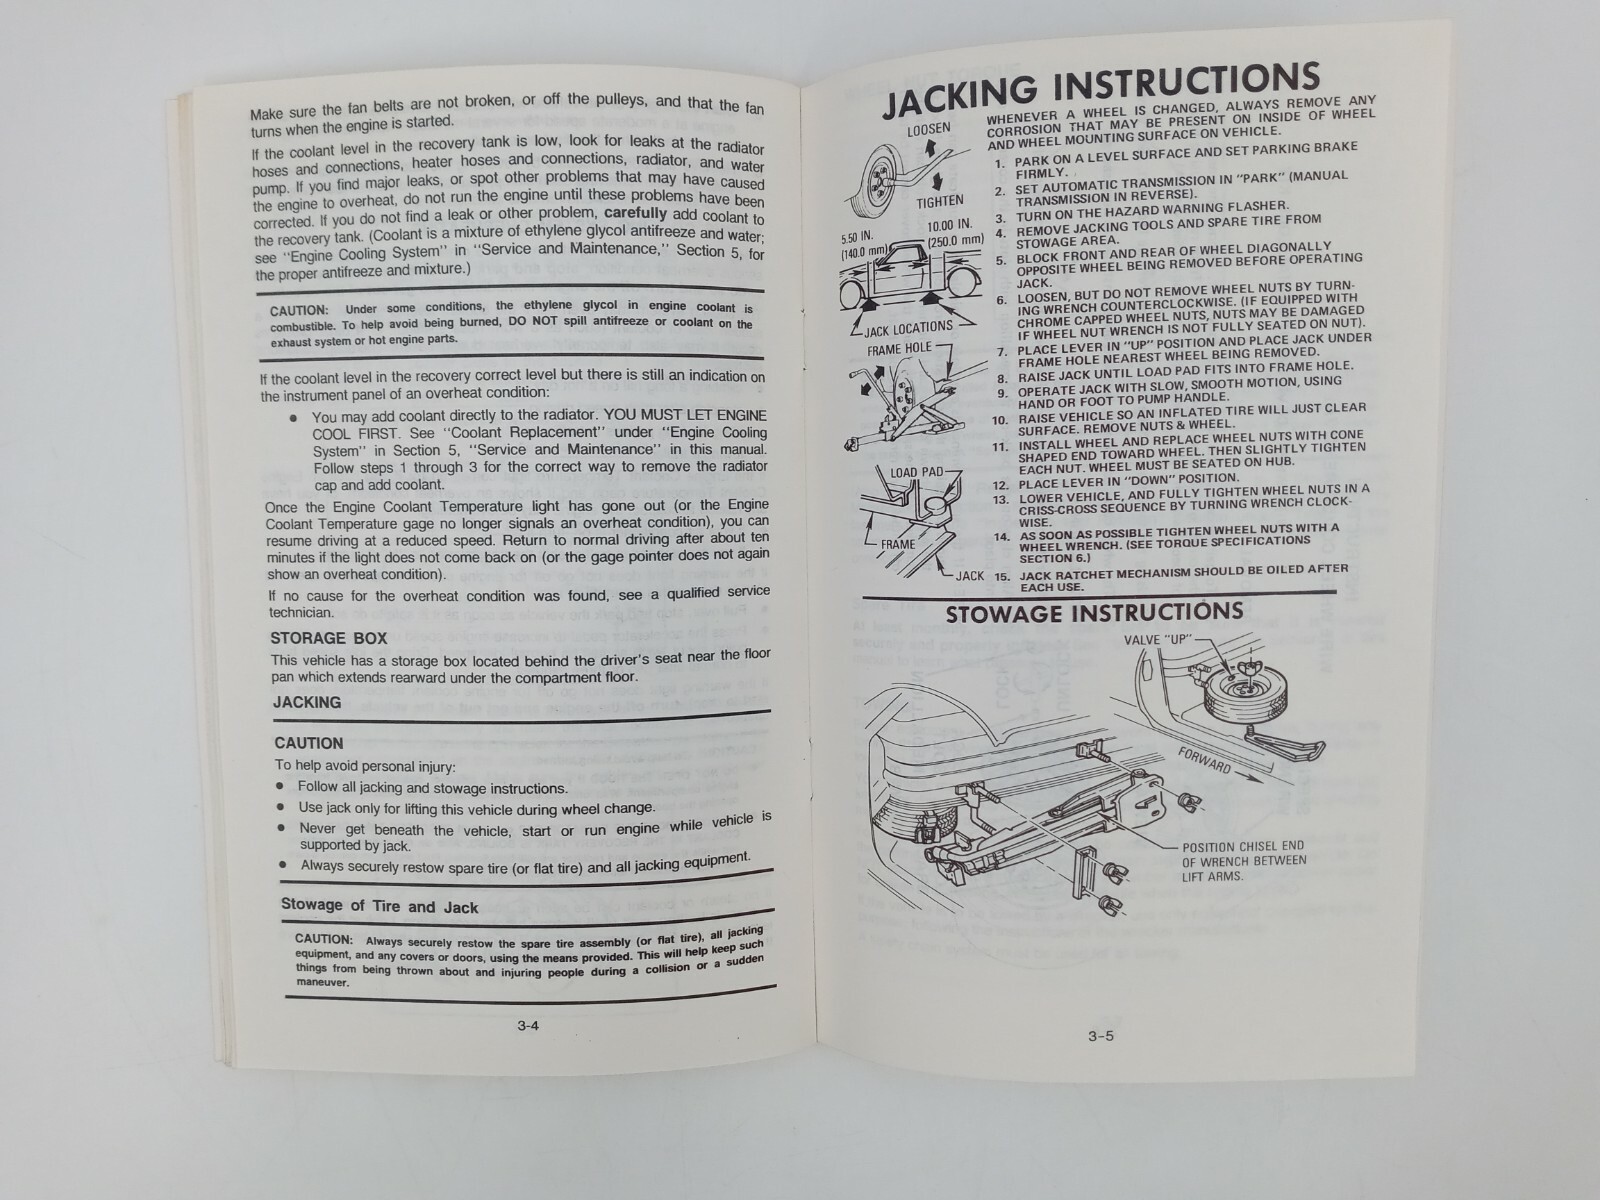 Make sure the fan belts are not broken, or off the pulleys, and that the fan
turns when the engine is started.
If the coolant level in the recovery tank is low, look for leaks at the radiator
hoses and connections, heater hoses and connections, radiator, and water
pump. If you find major leaks, or spot other problems that may have caused
the engine to overheat, do not run the engine until these problems have been
corrected. If you do not find a leak or other problem, carefully add coolant to
the recovery tank. (Coolant is a mixture of ethylene glycol antifreeze and water;
see "Engine Cooling System" in "Service and Maintenance," Section 5, for
the proper antifreeze and mixture.)
CAUTION: Under some conditions, the ethylene glycol in engine coolant is
combustible. To help avoid being burned, DO NOT spill antifreeze or coolant on the
exhaust system or hot engine parts.
If the coolant level in the recovery correct level but there is still an indication on
the instrument panel of an overheat condition:
● You may add coolant directly to the radiator. YOU MUST LET ENGINE
COOL FIRST. See "Coolant Replacement" under "Engine Cooling
System" in Section 5, "Service and Maintenance" in this manual.
Follow steps 1 through 3 for the correct way to remove the radiator
cap and add coolant.
Once the Engine Coolant Temperature light has gone out (or the Engine
Coolant Temperature gage no longer signals an overheat condition), you can
resume driving at a reduced speed. Return to normal driving after about ten
minutes if the light does not come back on (or the gage pointer does not again
show an overheat condition).
If no cause for the overheat condition was found, see a qualified service
technician.
STORAGE BOX
This vehicle has a storage box located behind the driver's seat near the floor
pan which extends rearward under the compartment floor.
JACKING
CAUTION
To help avoid personal injury:
● Follow all jacking and stowage instructions.
● Use jack only for lifting this vehicle during wheel change.
● Never get beneath the vehicle, start or run engine while vehicle is
supported by jack.
● Always securely restow spare tire (or flat tire) and all jacking equipment.
Stowage of Tire and Jack
CAUTION: Always securely restow the spare tire assembly (or flat tire), all jacking
equipment, and any covers or doors, using the means provided. This will help keep such
things from being thrown about and injuring people during a collision or a sudden
maneuver.
3-4
JACKING INSTRUCTIONS
WHENEVER A WHEEL IS CHANGED, ALWAYS REMOVE ANY
CORROSION THAT MAY BE PRESENT ON INSIDE OF WHEEL
AND WHEEL MOUNTING SURFACE ON VEHICLE.
1. PARK ON A LEVEL SURFACE AND SET PARKING BRAKE
FIRMLY.
2. SET AUTOMATIC TRANSMISSION IN "PARK" (MANUAL
TRANSMISSION IN REVERSE).
3. TURN ON THE HAZARD WARNING FLASHER.
4. REMOVE JACKING TOOLS AND SPARE TIRE FROM
STOWAGE AREA.
5. BLOCK FRONT AND REAR OF WHEEL DIAGONALLY
OPPOSITE WHEEL BEING REMOVED BEFORE OPERATING
JACK.
6. LOOSEN, BUT DO NOT REMOVE WHEEL NUTS BY TURN-
ING WRENCH COUNTERCLOCKWISE. (IF EQUIPPED WITH
CHROME CAPPED WHEEL NUTS, NUTS MAY BE DAMAGED
IF WHEEL NUT WRENCH IS NOT FULLY SEATED ON NUT).
7. PLACE LEVER IN "UP" POSITION AND PLACE JACK UNDER
FRAME HOLE NEAREST WHEEL BEING REMOVED.
8. RAISE JACK UNTIL LOAD PAD FITS INTO FRAME HOLE.
9. OPERATE JACK WITH SLOW, SMOOTH MOTION, USING
HAND OR FOOT TO PUMP HANDLE.
10. RAISE VEHICLE SO AN INFLATED TIRE WILL JUST CLEAR
SURFACE. REMOVE NUTS & WHEEL.
11. INSTALL WHEEL AND REPLACE WHEEL NUTS WITH CONE
SHAPED END TOWARD WHEEL. THEN SLIGHTLY TIGHTEN
EACH NUT. WHEEL MUST BE SEATED ON HUB.
12. PLACE LEVER IN "DOWN" POSITION.
13. LOWER VEHICLE, AND FULLY TIGHTEN WHEEL NUTS IN A
CRISS-CROSS SEQUENCE BY TURNING WRENCH CLOCK-
WISE.
14. AS SOON AS POSSIBLE TIGHTEN WHEEL NUTS WITH A
WHEEL WRENCH. (SEE TORQUE SPECIFICATIONS
SECTION 6.)
15. JACK RATCHET MECHANISM SHOULD BE OILED AFTER
EACH USE.
LOOSEN
TIGHTEN
5.50 IN.
(140.0 mm)
10.00 IN.
(250.0 mm)
JACK LOCATIONS
FRAME HOLE
LOAD PAD
FRAME
JACK
STOWAGE INSTRUCTIONS
VALVE "UP"
FORWARD
POSITION CHISEL END
OF WRENCH BETWEEN
LIFT ARMS.
3-5